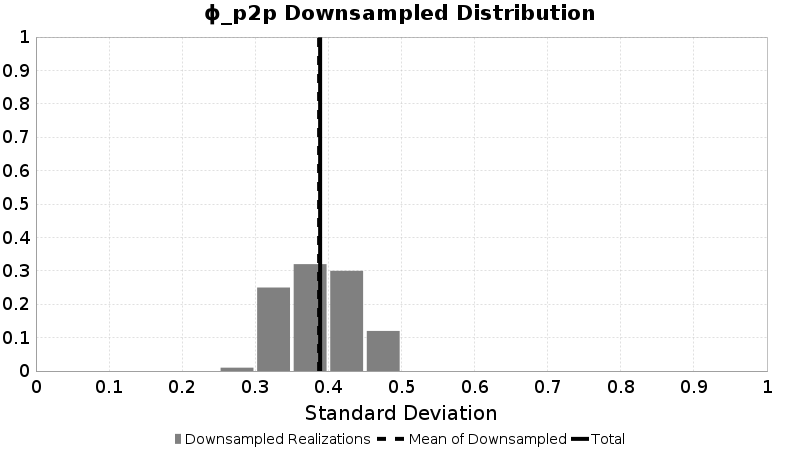 ϕ_p2p Downsampled Distribution
1
0.9
0.8
0.7
0.6
0.5
0.4
0.3
0.2
0.1
0
0 0.1 0.2 0.3 0.4 0.5 0.6 0.7 0.8 0.9 1
Standard Deviation
Downsampled Realizations Mean of Downsampled Total